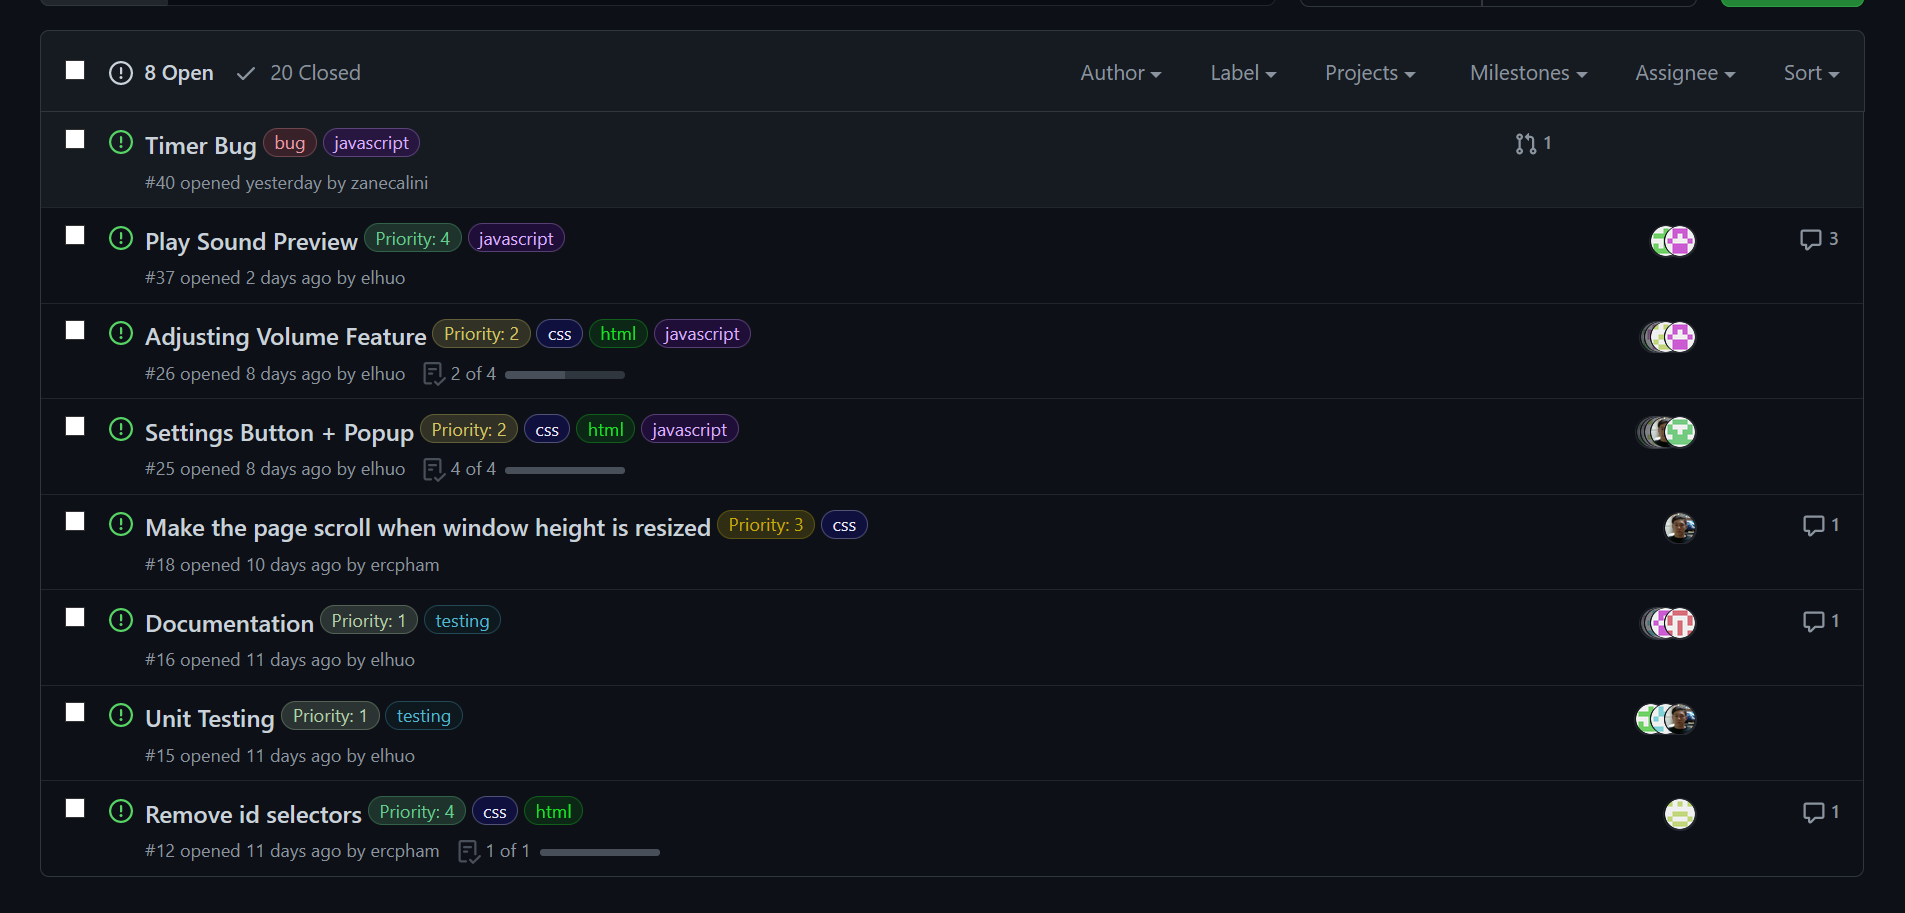 8 Open 20 Closed Author Label Projects Milestones Assignee Sort
Timer Bug bug javascript 1
#40 opened yesterday by zanecalini
Play Sound Preview Priority: 4 javascript 3
#37 opened 2 days ago by elhuo
Adjusting Volume Feature Priority: 2 css html javascript
#26 opened 8 days ago by elhuo 2 of 4
Settings Button + Popup Priority: 2 css html javascript
#25 opened 8 days ago by elhuo 4 of 4
Make the page scroll when window height is resized Priority: 3 css 1
#18 opened 10 days ago by ercpham
Documentation Priority: 1 testing 1
#16 opened 11 days ago by elhuo
Unit Testing Priority: 1 testing
#15 opened 11 days ago by elhuo
Remove id selectors Priority: 4 css html 1
#12 opened 11 days ago by ercpham 1 of 1